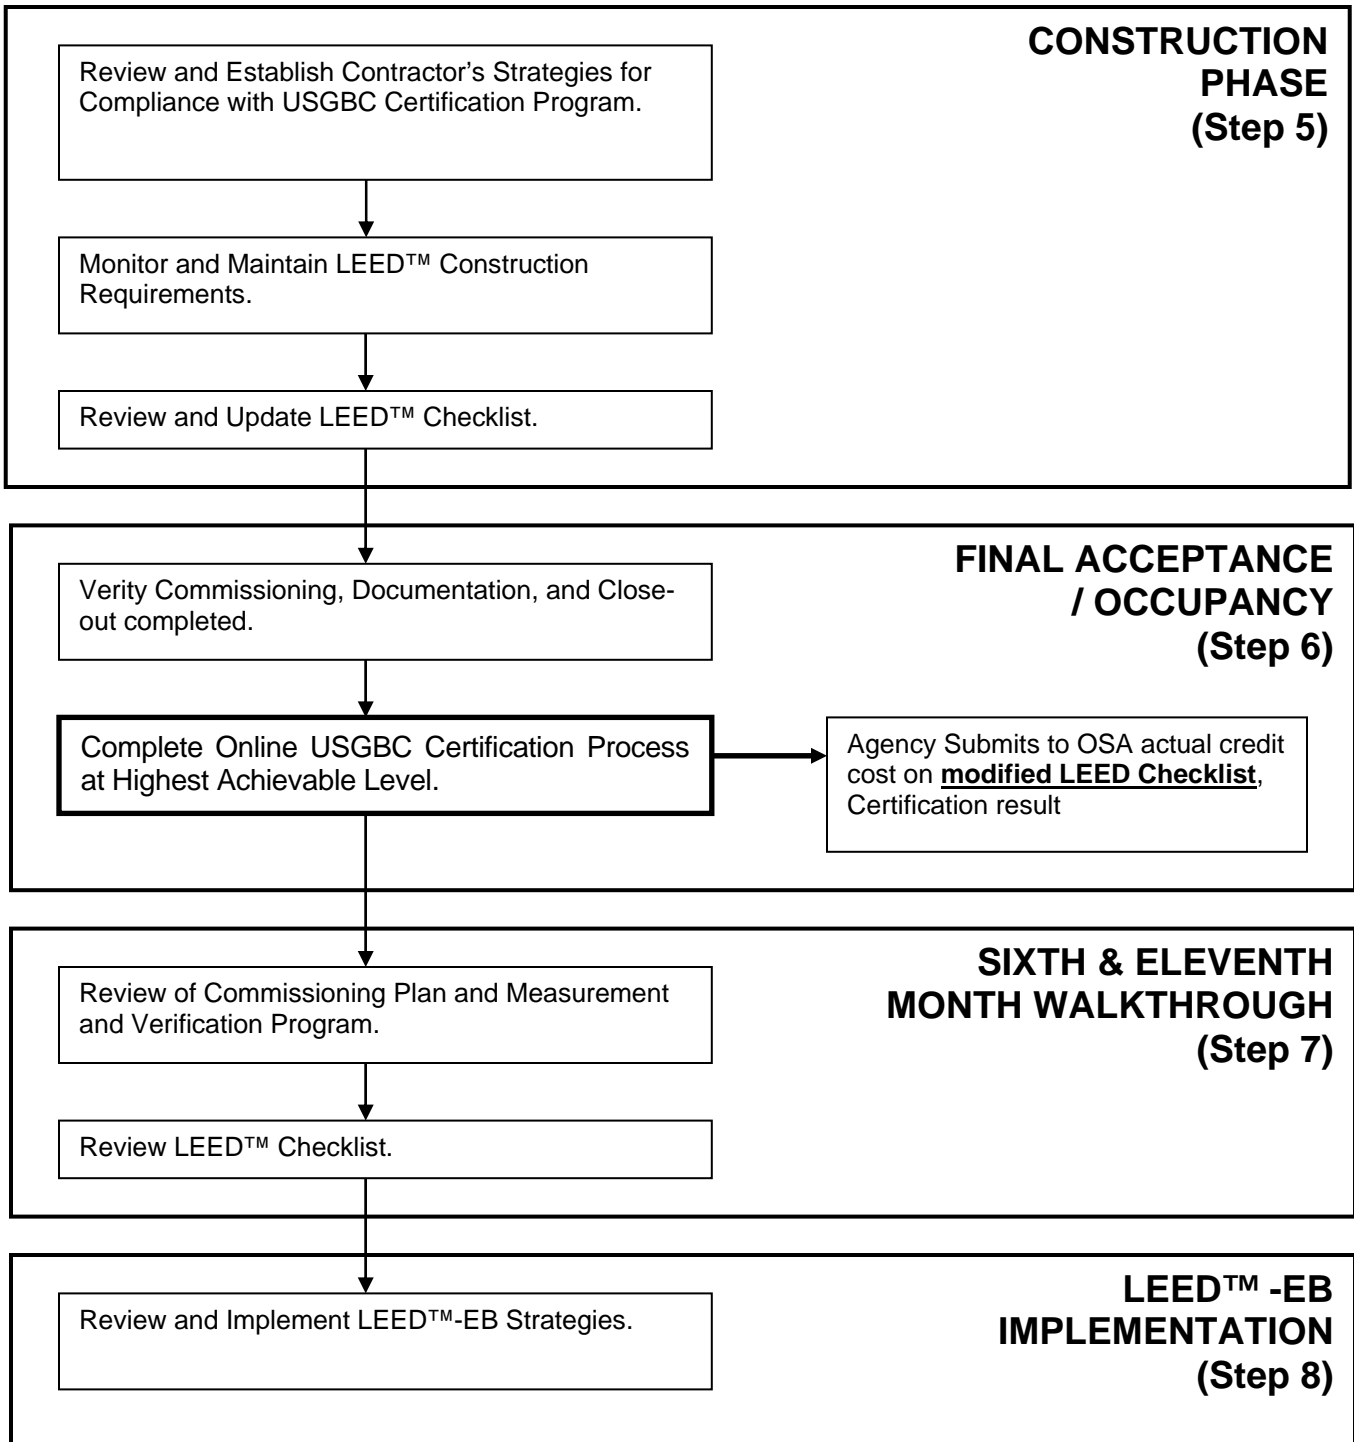 CONSTRUCTION
PHASE
(Step 5)
Review and Establish Contractor’s Strategies for
Compliance with USGBC Certification Program.
Monitor and Maintain LEED™ Construction
Requirements.
Review and Update LEED™ Checklist.
FINAL ACCEPTANCE
/ OCCUPANCY
(Step 6)
Verity Commissioning, Documentation, and Close-
out completed.
Complete Online USGBC Certification Process
at Highest Achievable Level.
Agency Submits to OSA actual credit
cost on modified LEED Checklist,
Certification result
SIXTH & ELEVENTH
MONTH WALKTHROUGH
(Step 7)
Review of Commissioning Plan and Measurement
and Verification Program.
Review LEED™ Checklist.
LEED™ -EB
IMPLEMENTATION
(Step 8)
Review and Implement LEED™-EB Strategies.